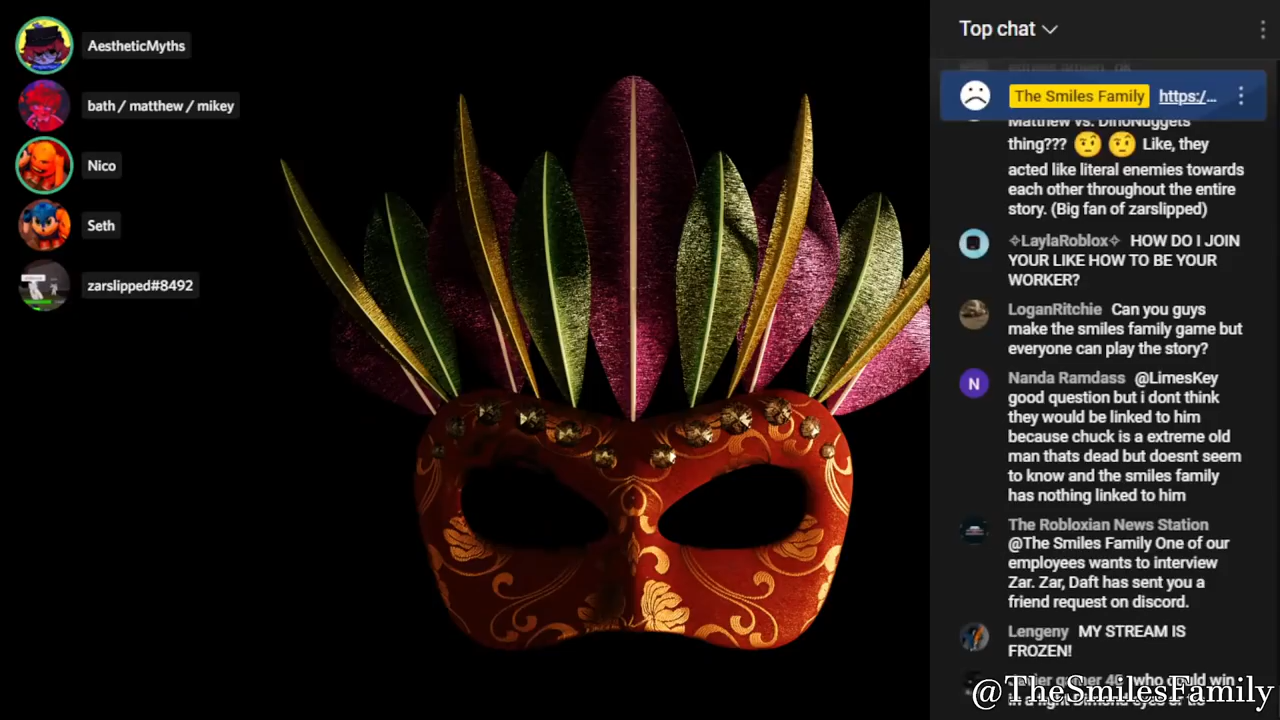 AestheticMyths
bath / matthew / mikey
Nico
Seth
zarslipped#8492
Top chat
The Smiles Family https:/...
Matthew vs. DinoNuggets
thing??? 🤨 🤨 Like, they
acted like literal enemies towards
each other throughout the entire
story. (Big fan of zarslipped)
✧LaylaRoblox✧ HOW DO I JOIN
YOUR LIKE HOW TO BE YOUR
WORKER?
LoganRitchie Can you guys
make the smiles family game but
everyone can play the story?
N
Nanda Ramdass @LimesKey
good question but i dont think
they would be linked to him
because chuck is a extreme old
man thats dead but doesnt seem
to know and the smiles family
has nothing linked to him
The Robloxian News Station
@The Smiles Family One of our
employees wants to interview
Zar. Zar, Daft has sent you a
friend request on discord.
Lengeny MY STREAM IS
FROZEN!
who could win
in a fight
@TheSmilesFamily